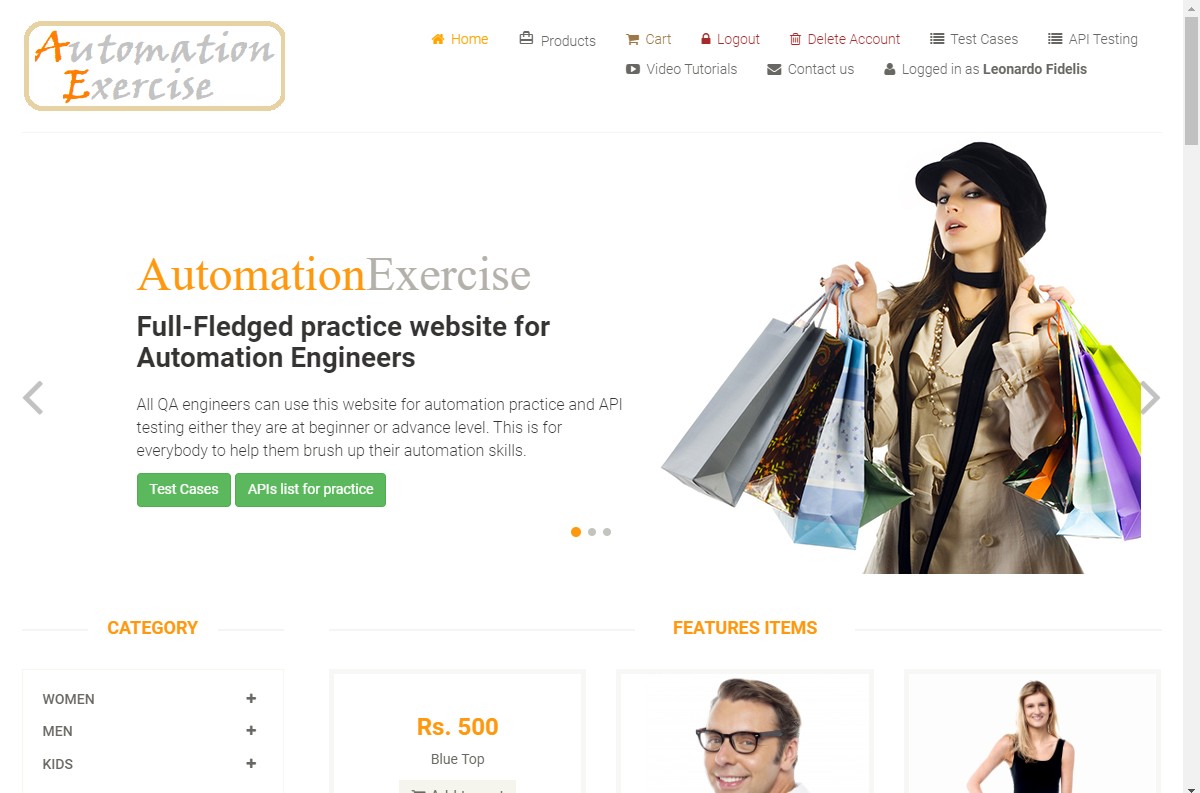 Automation
Exercise
Home Products Cart Logout Delete Account Test Cases API Testing
Video Tutorials Contact us Logged in as Leonardo Fidelis
AutomationExercise
Full-Fledged practice website for
Automation Engineers
All QA engineers can use this website for automation practice and API
testing either they are at beginner or advance level. This is for
everybody to help them brush up their automation skills.
Test Cases APIs list for practice
CATEGORY
WOMEN
MEN
KIDS
FEATURES ITEMS
Rs. 500
Blue Top